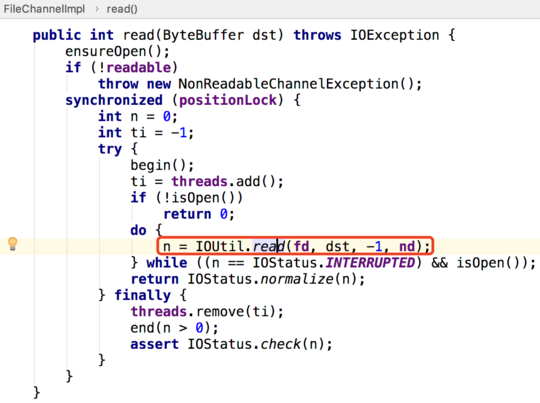 FileChannelImpl › read()
public int read(ByteBuffer dst) throws IOException {
    ensureOpen();
    if (!readable)
        throw new NonReadableChannelException();
    synchronized (positionLock) {
        int n = 0;
        int ti = -1;
        try {
            begin();
            ti = threads.add();
            if (!isOpen())
                return 0;
            do {
                n = IOUtil.read(fd, dst, -1, nd);
            } while ((n == IOStatus.INTERRUPTED) && isOpen());
            return IOStatus.normalize(n);
        } finally {
            threads.remove(ti);
            end(n > 0);
            assert IOStatus.check(n);
        }
    }
}